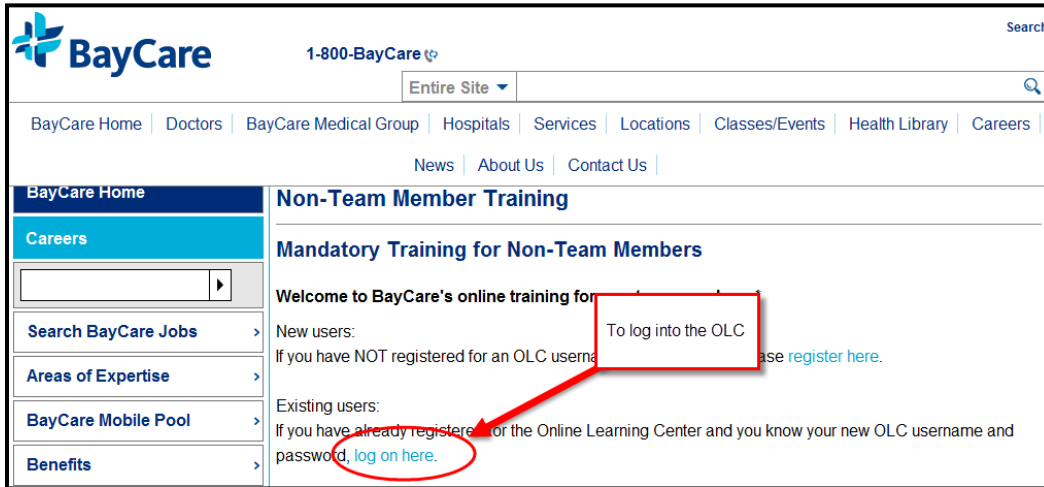 Search
BayCare
1-800-BayCare
Entire Site
BayCare Home Doctors BayCare Medical Group Hospitals Services Locations Classes/Events Health Library Careers
News About Us Contact Us
BayCare Home
Careers
Search BayCare Jobs
Areas of Expertise
BayCare Mobile Pool
Benefits
Non-Team Member Training
Mandatory Training for Non-Team Members
Welcome to BayCare's online training for
New users:
If you have NOT registered for an OLC register here.
To log into the OLC
Existing users:
If you have already registered for the Online Learning Center and you know your new OLC username and
password, log on here.